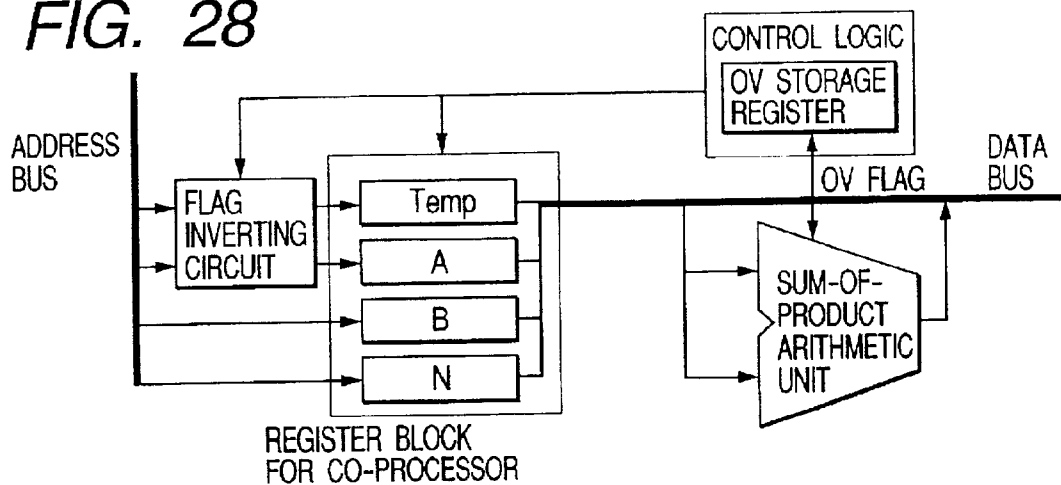 FIG. 28
CONTROL LOGIC
OV STORAGE
REGISTER
ADDRESS
BUS
DATA
BUS
OV FLAG
FLAG
INVERTING
CIRCUIT
Temp
A
B
N
SUM-OF-
PRODUCT
ARITHMETIC
UNIT
REGISTER BLOCK
FOR CO-PROCESSOR